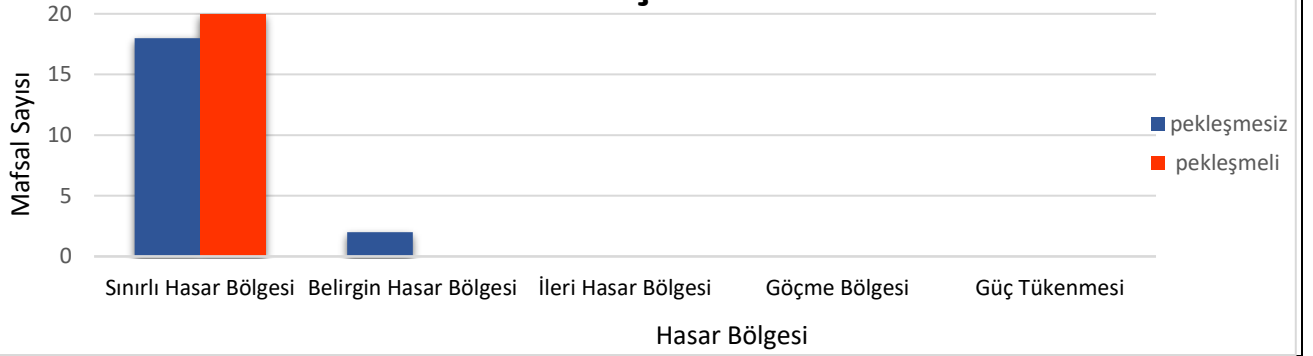 20
15
10
5
0
Mafsal Sayısı
Sınırlı Hasar Bölgesi
Belirgin Hasar Bölgesi
İleri Hasar Bölgesi
Göçme Bölgesi
Güç Tükenmesi
Hasar Bölgesi
pekleşmesiz
pekleşmeli